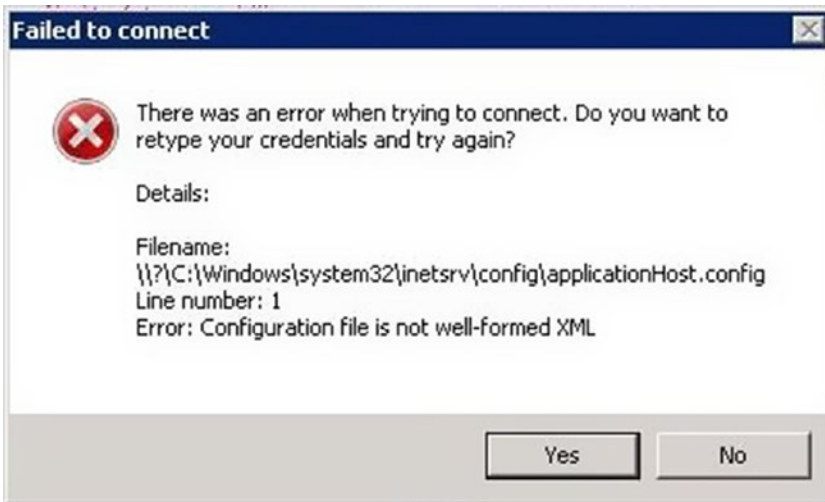 Failed to connect
There was an error when trying to connect. Do you want to
retype your credentials and try again?
Details:
Filename:
\\?\C:\Windows\system32\inetsrv\config\applicationHost.config
Line number: 1
Error: Configuration file is not well-formed XML
Yes
No